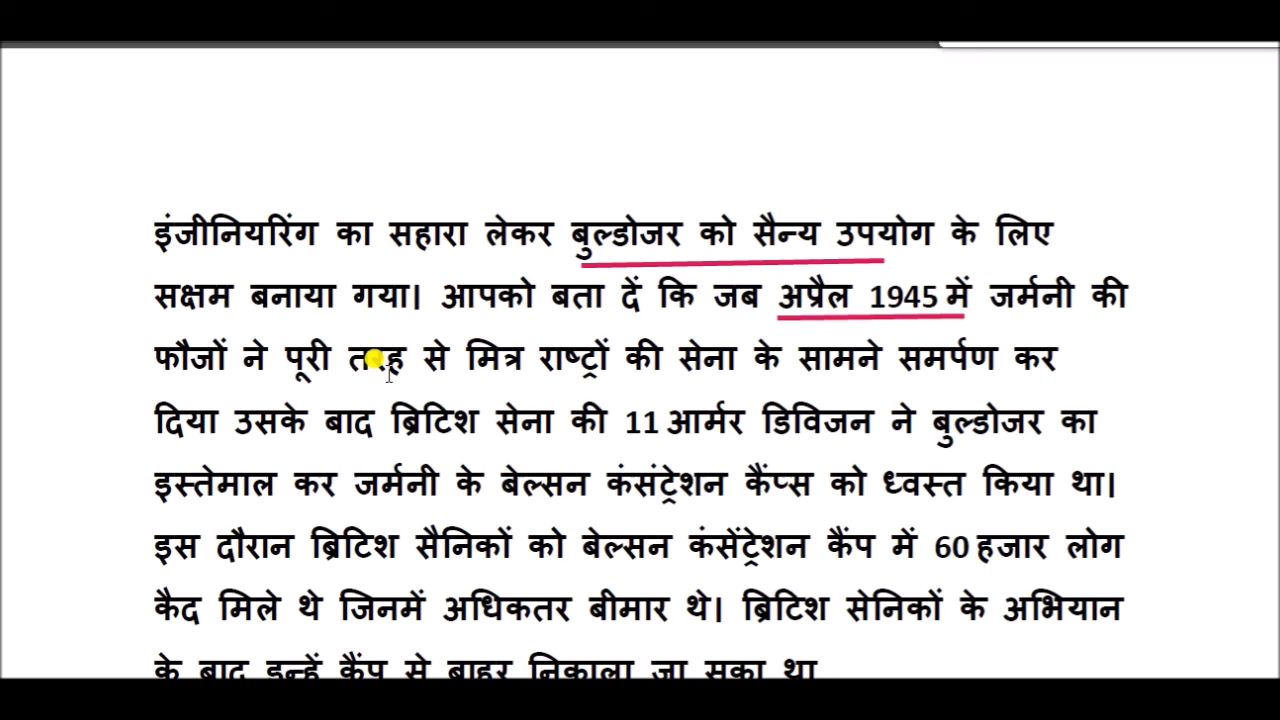 इंजीनियरिंग का सहारा लेकर बुल्डोजर को सैन्य उपयोग के लिए
सक्षम बनाया गया। आपको बता दें कि जब अप्रैल 1945 में जर्मनी की
फौजों ने पूरी तरह से मित्र राष्ट्रों की सेना के सामने समर्पण कर
दिया उसके बाद ब्रिटिश सेना की 11 आर्मर डिविजन ने बुल्डोजर का
इस्तेमाल कर जर्मनी के बेल्सन कंसंट्रेशन कैंप्स को ध्वस्त किया था।
इस दौरान ब्रिटिश सैनिकों को बेल्सन कंसेंट्रेशन कैंप में 60 हजार लोग
कैद मिले थे जिनमें अधिकतर बीमार थे। ब्रिटिश सेनिकों के अभियान
के बाद इन्हें कैंप से बाहर निकाला जा सका था